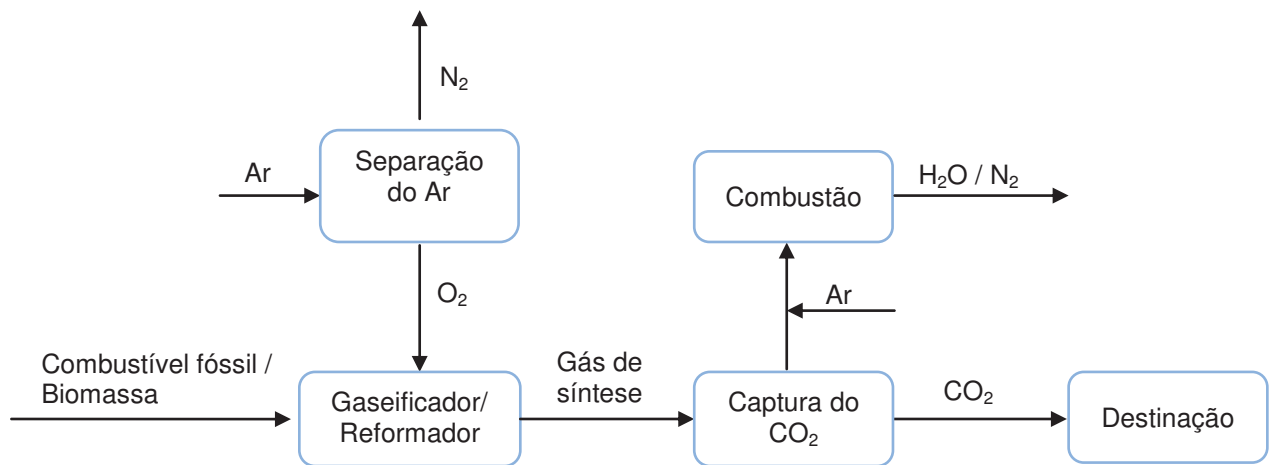 N₂
Separação
do Ar
Ar
Combustão
H₂O / N₂
O₂
Ar
Combustível fóssil /
Biomassa
Gaseificador/
Reformador
Gás de
síntese
Captura do
CO₂
CO₂
Destinação